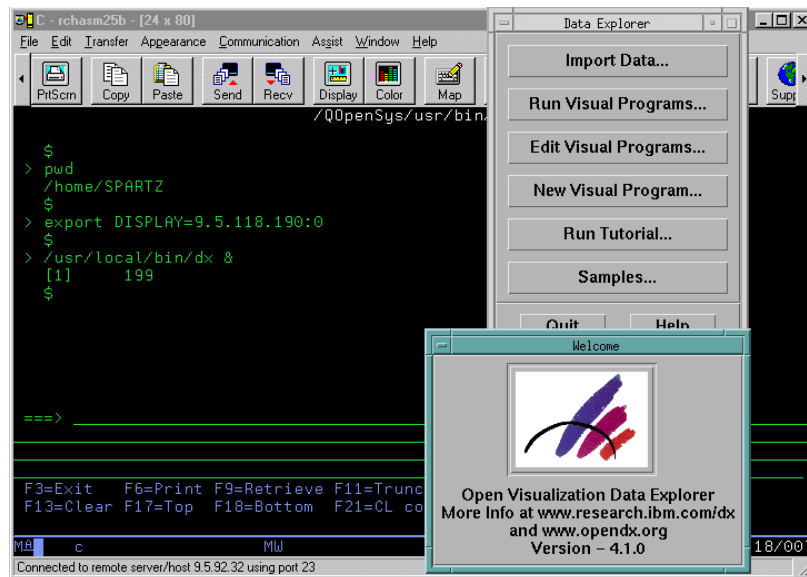 C - rchasm25b - [24 x 80]
File Edit Transfer Appearance Communication Assist Window Help
PrtScrn Copy Paste Send Recv Display Color Map
/QOpenSys/usr/bin
$
> pwd
/home/SPARTZ
$
> export DISPLAY=9.5.118.190:0
$
> /usr/local/bin/dx &
[1] 199
$
===>
F3=Exit F6=Print F9=Retrieve F11=Trunc
F13=Clear F17=Top F18=Bottom F21=CL co
MA c MW
18/007
Connected to remote server/host 9.5.92.32 using port 23
Data Explorer
Import Data...
Run Visual Programs...
Edit Visual Programs...
New Visual Program...
Run Tutorial...
Samples...
Quit Help
Welcome
Open Visualization Data Explorer
More Info at www.research.ibm.com/dx
and www.opendx.org
Version – 4.1.0